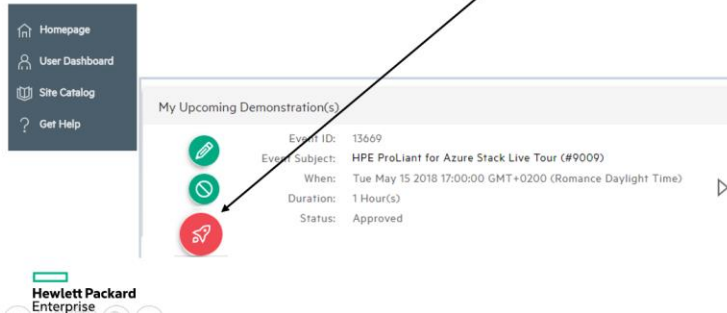 Homepage
User Dashboard
Site Catalog
? Get Help
My Upcoming Demonstration(s)
Event ID: 13669
Event Subject: HPE ProLiant for Azure Stack Live Tour (#9009)
When: Tue May 15 2018 17:00:00 GMT+0200 (Romance Daylight Time)
Duration: 1 Hour(s)
Status: Approved
Hewlett Packard
Enterprise